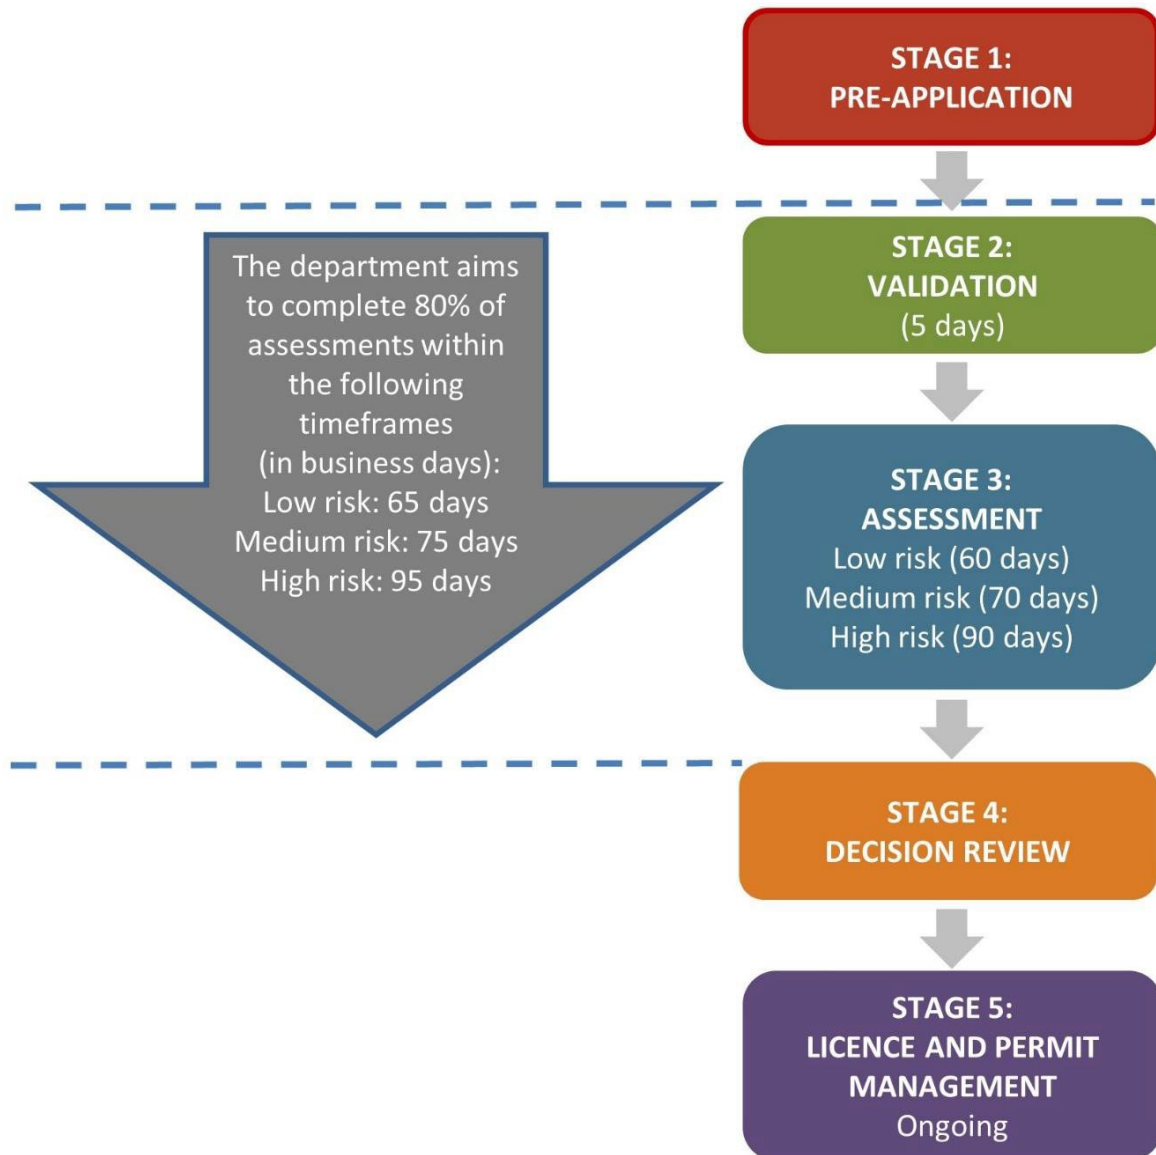 STAGE 1:
PRE-APPLICATION
The department aims
to complete 80% of
assessments within
the following
timeframes
(in business days):
Low risk: 65 days
Medium risk: 75 days
High risk: 95 days
STAGE 2:
VALIDATION
(5 days)
STAGE 3:
ASSESSMENT
Low risk (60 days)
Medium risk (70 days)
High risk (90 days)
STAGE 4:
DECISION REVIEW
STAGE 5:
LICENCE AND PERMIT
MANAGEMENT
Ongoing